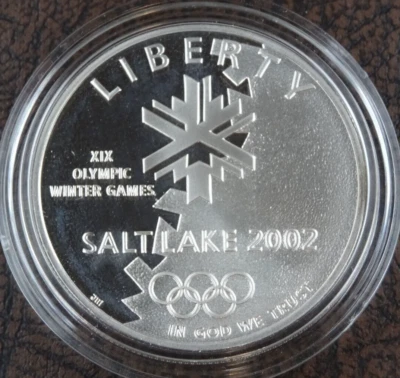 LIBERTY
XIX
OLYMPIC
WINTER GAMES
SALT LAKE 2002
IN GOD WE TRUST